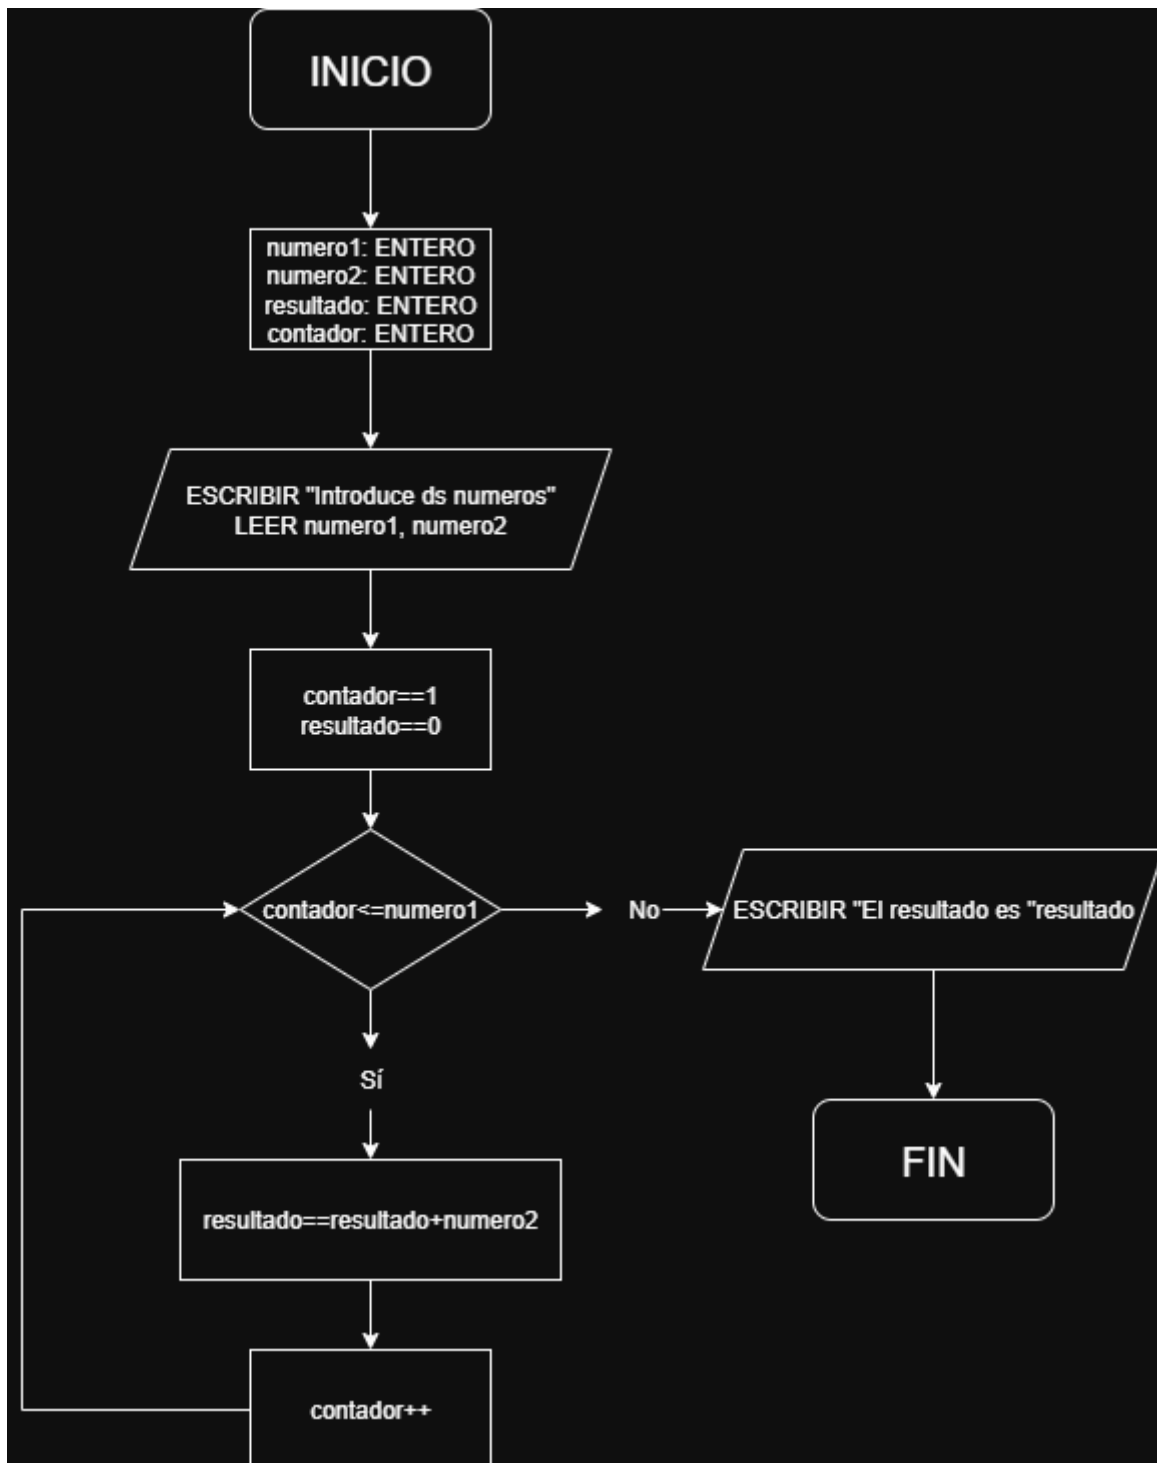 INICIO
numero1: ENTERO
numero2: ENTERO
resultado: ENTERO
contador: ENTERO
ESCRIBIR "Introduce ds numeros"
LEER numero1, numero2
contador==1
resultado==0
contador<=numero1
No
ESCRIBIR "El resultado es "resultado
Sí
FIN
resultado==resultado+numero2
contador++